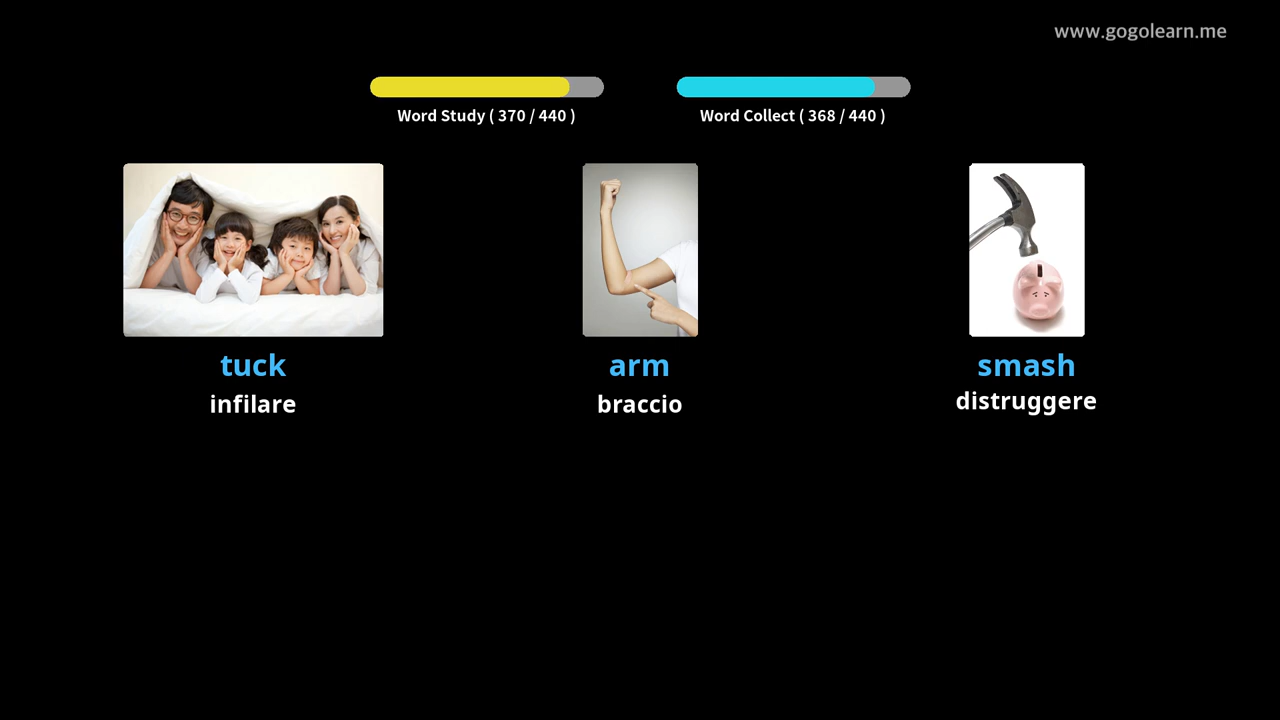 www.gogolearn.me
Word Study ( 370 / 440 )
Word Collect ( 368 / 440 )
tuck
infilare
arm
braccio
smash
distruggere